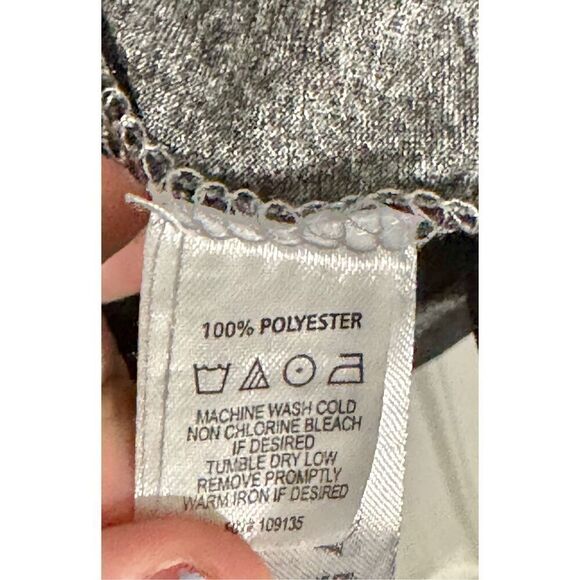 100% POLYESTER
MACHINE WASH COLD
NON CHLORINE BLEACH
IF DESIRED
TUMBLE DRY LOW
REMOVE PROMPTLY
WARM IRON IF DESIRED
109135